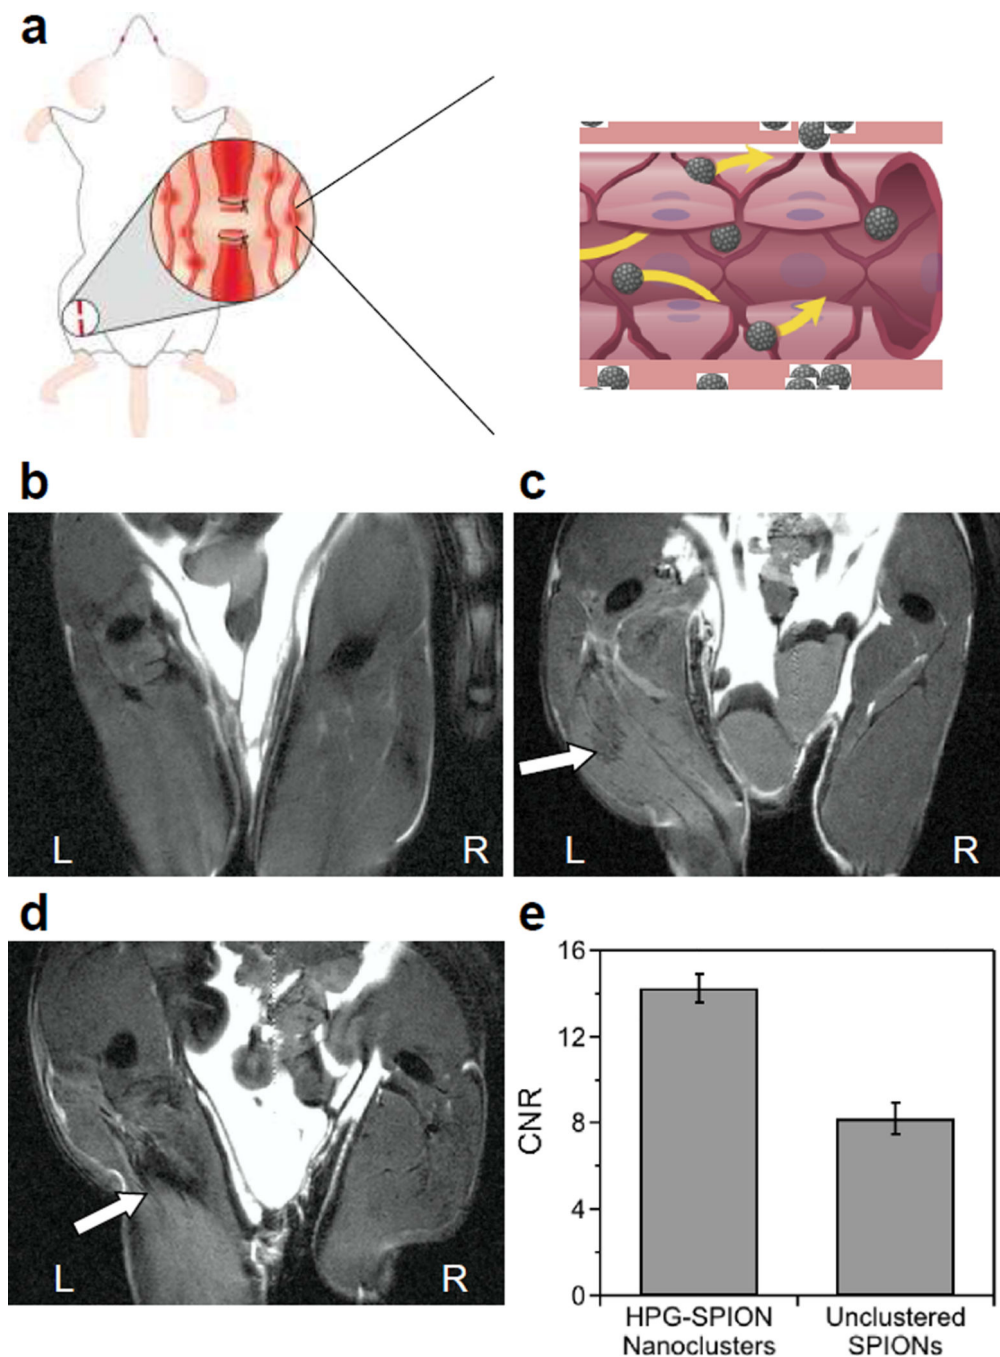 a
b
c
L
R
L
R
d
e
L
R
16
12
8
4
0
CNR
HPG-SPION
Nanoclusters
Unclustered
SPIONs